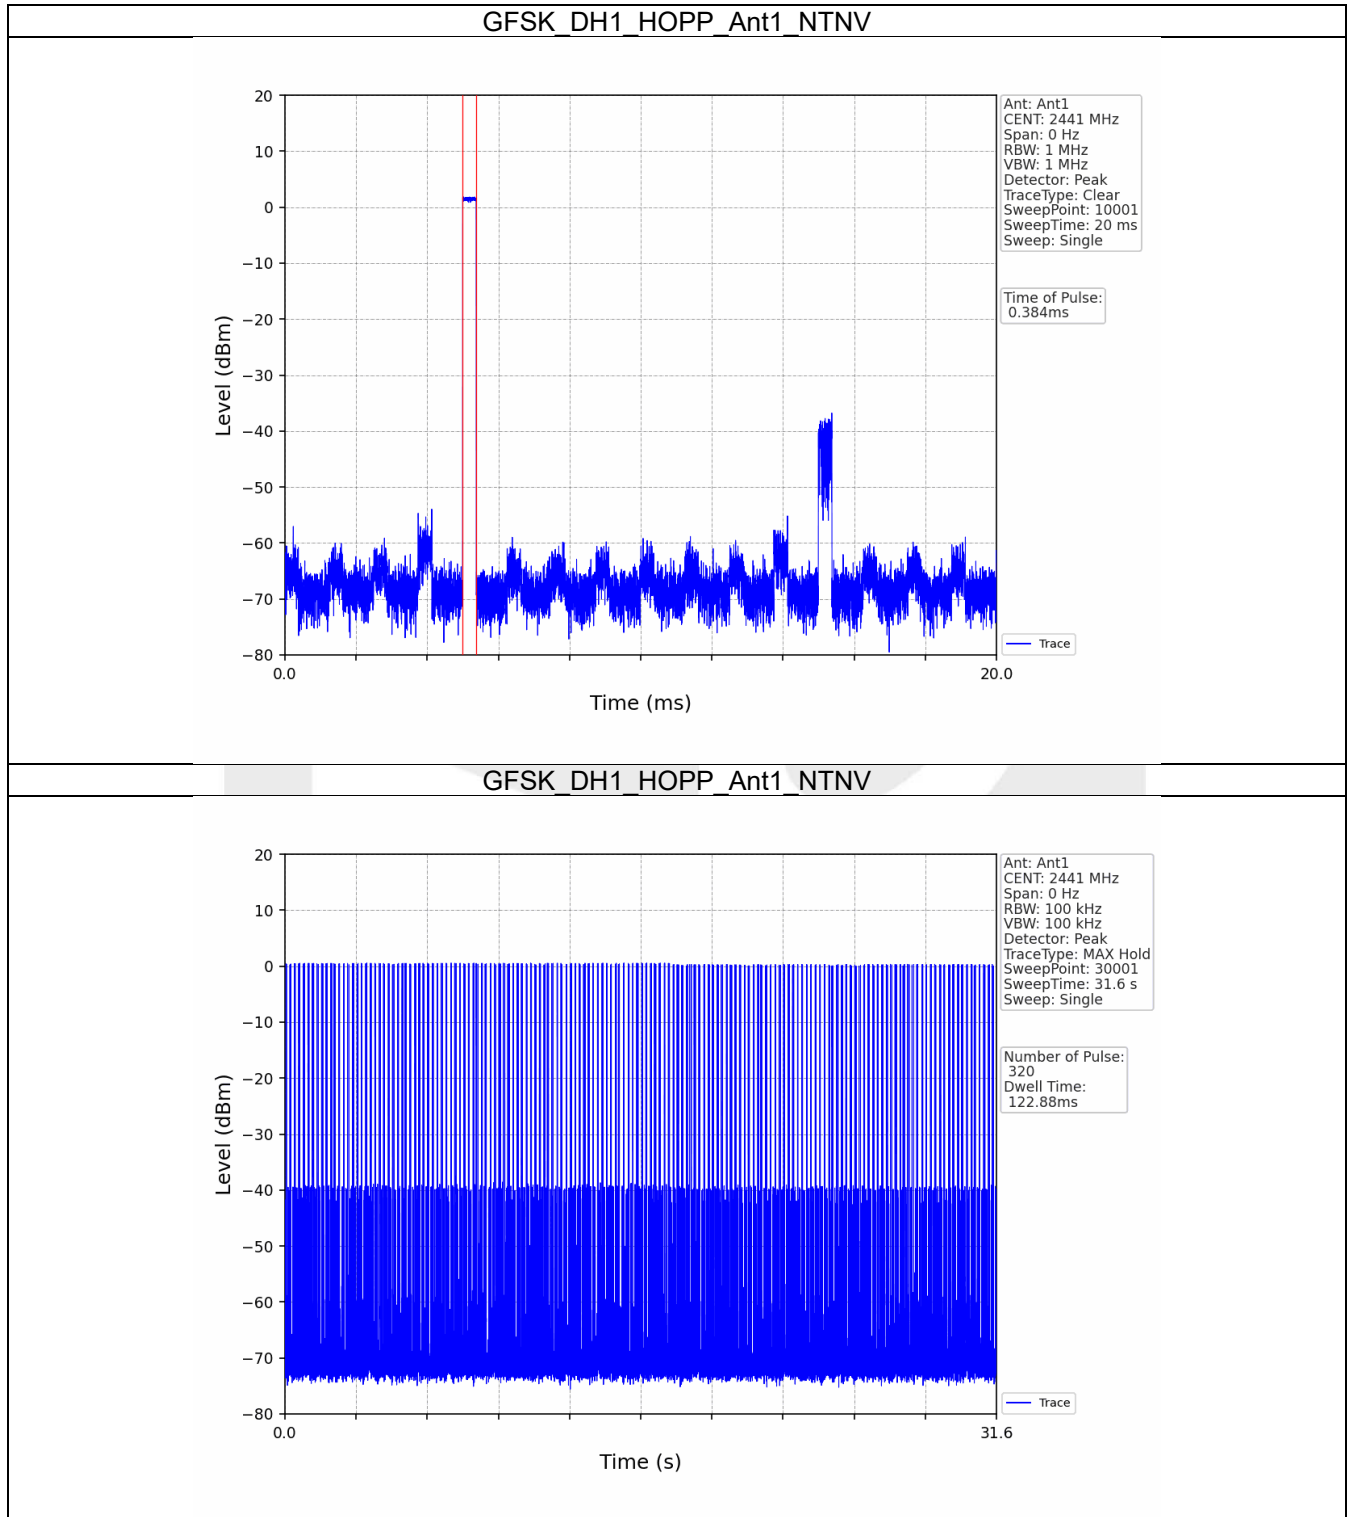 GFSK_DH1_HOPP_Ant1_NTNV
20
10
0
−10
−20
−30
−40
−50
−60
−70
−80
Level (dBm)
0.0
20.0
Time (ms)
Ant: Ant1
CENT: 2441 MHz
Span: 0 Hz
RBW: 1 MHz
VBW: 1 MHz
Detector: Peak
TraceType: Clear
SweepPoint: 10001
SweepTime: 20 ms
Sweep: Single
Time of Pulse:
0.384ms
Trace
GFSK_DH1_HOPP_Ant1_NTNV
20
10
0
−10
−20
−30
−40
−50
−60
−70
−80
Level (dBm)
0.0
31.6
Time (s)
Ant: Ant1
CENT: 2441 MHz
Span: 0 Hz
RBW: 100 kHz
VBW: 100 kHz
Detector: Peak
TraceType: MAX Hold
SweepPoint: 30001
SweepTime: 31.6 s
Sweep: Single
Number of Pulse:
320
Dwell Time:
122.88ms
Trace